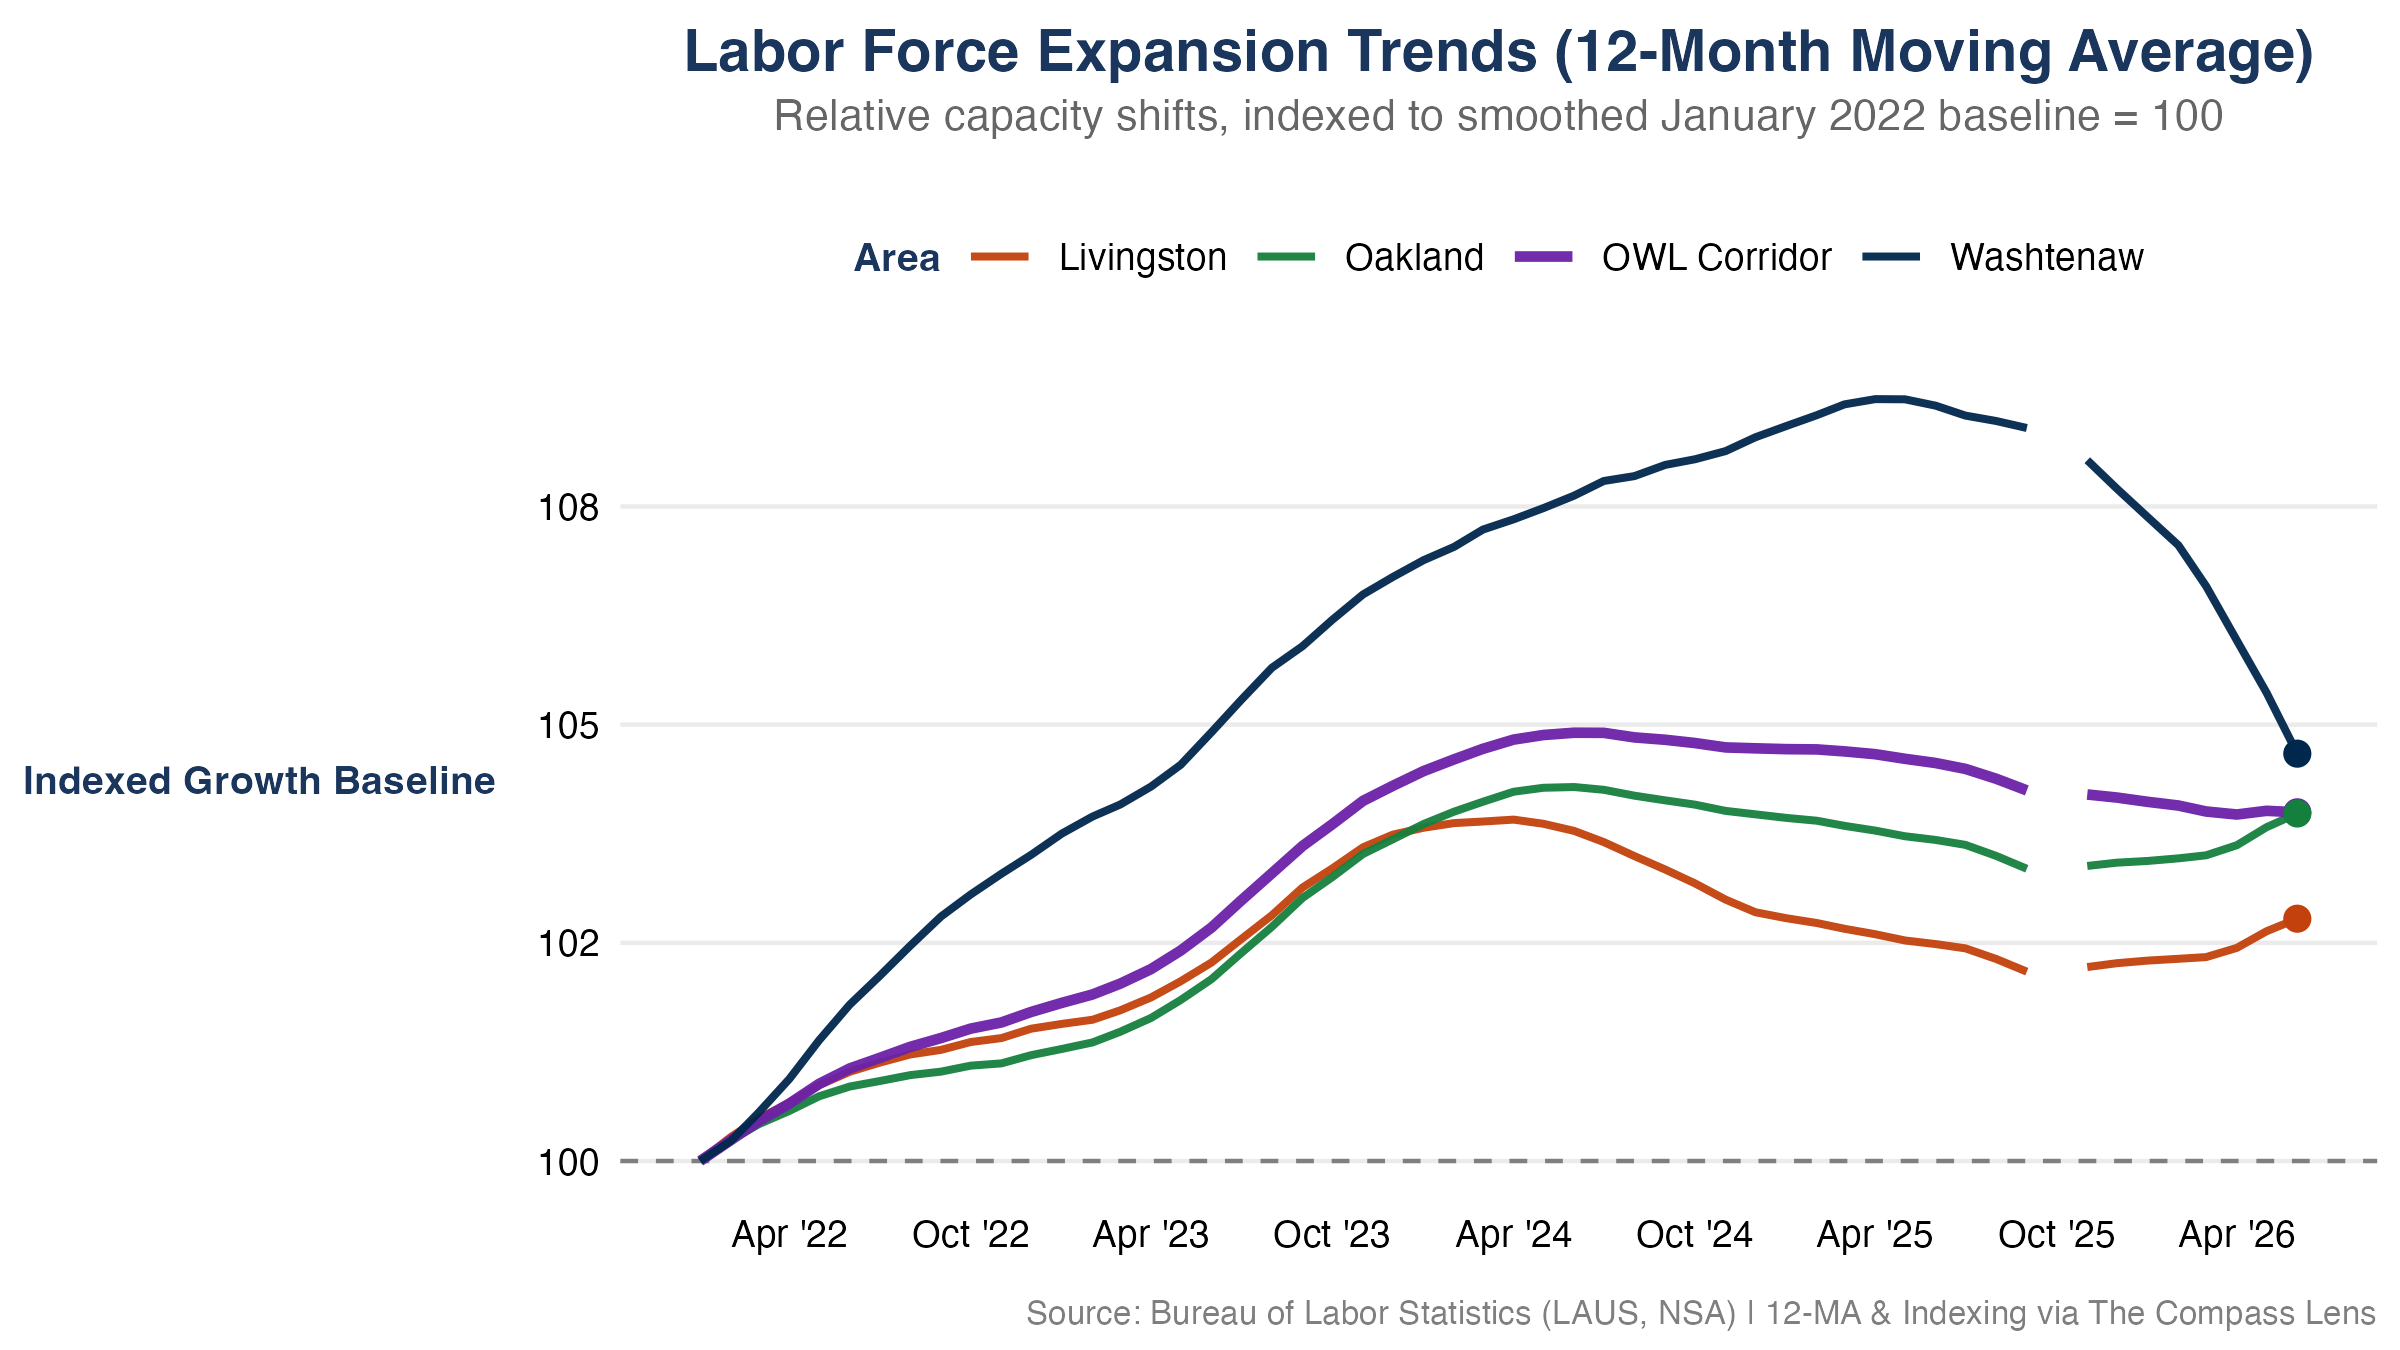 Labor Force Expansion Trends (12-Month Moving Average)
Relative capacity shifts, indexed to smoothed January 2022 baseline = 100
Area Livingston Oakland OWL Corridor Washtenaw
108
105
Indexed Growth Baseline
102
100
Apr '22 Oct '22 Apr '23 Oct '23 Apr '24 Oct '24 Apr '25 Oct '25 Apr '26
Source: Bureau of Labor Statistics (LAUS, NSA) | 12-MA & Indexing via The Compass Lens